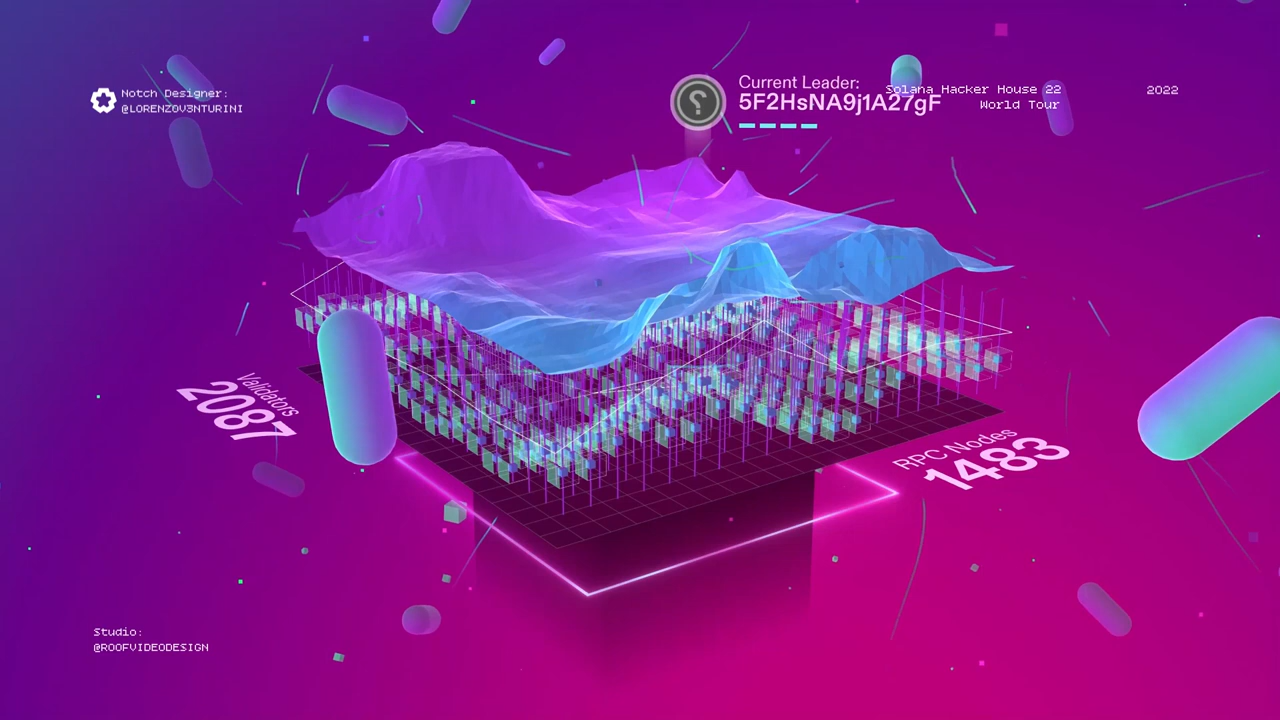 Notch Designer:
@LORENZOV3NTURINI
Current Leader:
5F2HsNA9j1A27gF
Solana Hacker House 22
World Tour
2022
Validators
2087
RPC Nodes
1483
Studio:
@ROOFVIDEODESIGN